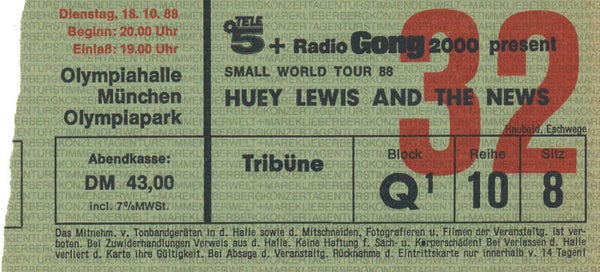 Dienstag, 18. 10. 88
Beginn: 20.00 Uhr
Einlaß: 19.00 Uhr
Olympiahalle
München
Olympiapark
TELE 5 + Radio Gong 2000 present
SMALL WORLD TOUR 88
HUEY LEWIS AND THE NEWS
32
Haubold, Eschwege
Abendkasse:
DM 43,00
incl. 7%MWSt.
Tribüne
Block
Q1
Reihe
10
Sitz
8
Das Mitnehm. v. Tonbandgeräten in d. Halle sowie d. Mitschneiden, Fotografieren u. Filmen der Veranstaltg. ist ver-
boten. Bei Zuwiderhandlungen Verweis aus d. Halle. Keine Haftung f. Sach- u. Körperschäden! Bei Verlassen d. Halle
verliert d. Karte ihre Gültigkeit. Bei Absage d. Veranstaltg. Rücknahme d. Eintrittskarte nur innerhalb v. 14 Tagen!